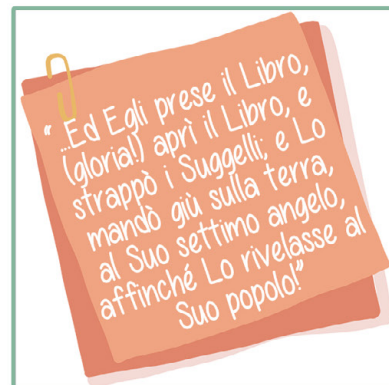 “ ...Ed Egli prese il Libro,
(gloria!) aprì il Libro, e
strappò i Suggelli; e Lo
mandò giù sulla terra,
al Suo settimo angelo,
affinché Lo rivelasse al
Suo popolo!”